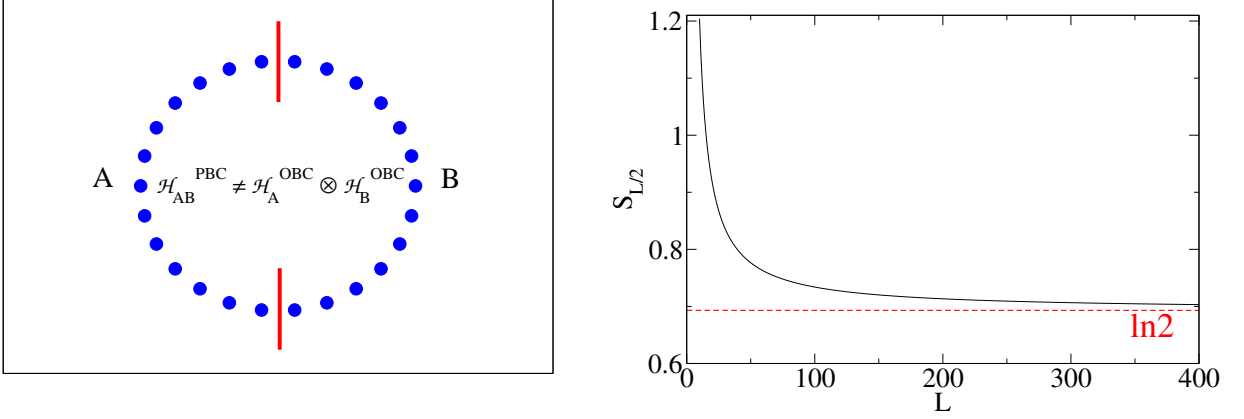 A
ℋ_AB^PBC ≠ ℋ_A^OBC ⊗ ℋ_B^OBC
B
S_L/2
1.2
1
0.8
0.6
ln2
0
100
200
300
400
L